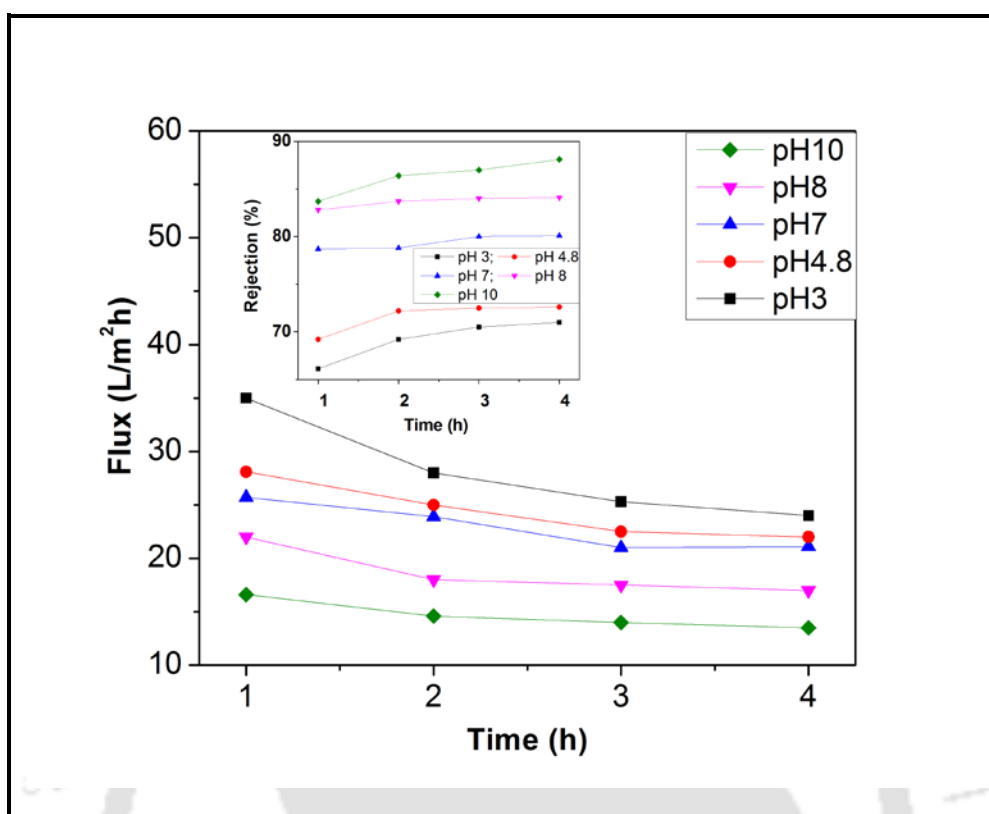 60
50
40
30
20
10
Flux (L/m²h)
1 2 3 4
Time (h)
pH10
pH8
pH7
pH4.8
pH3
90
80
70
Rejection (%)
1 2 3 4
Time (h)
pH 3; pH 4.8
pH 7; pH 8
pH 10